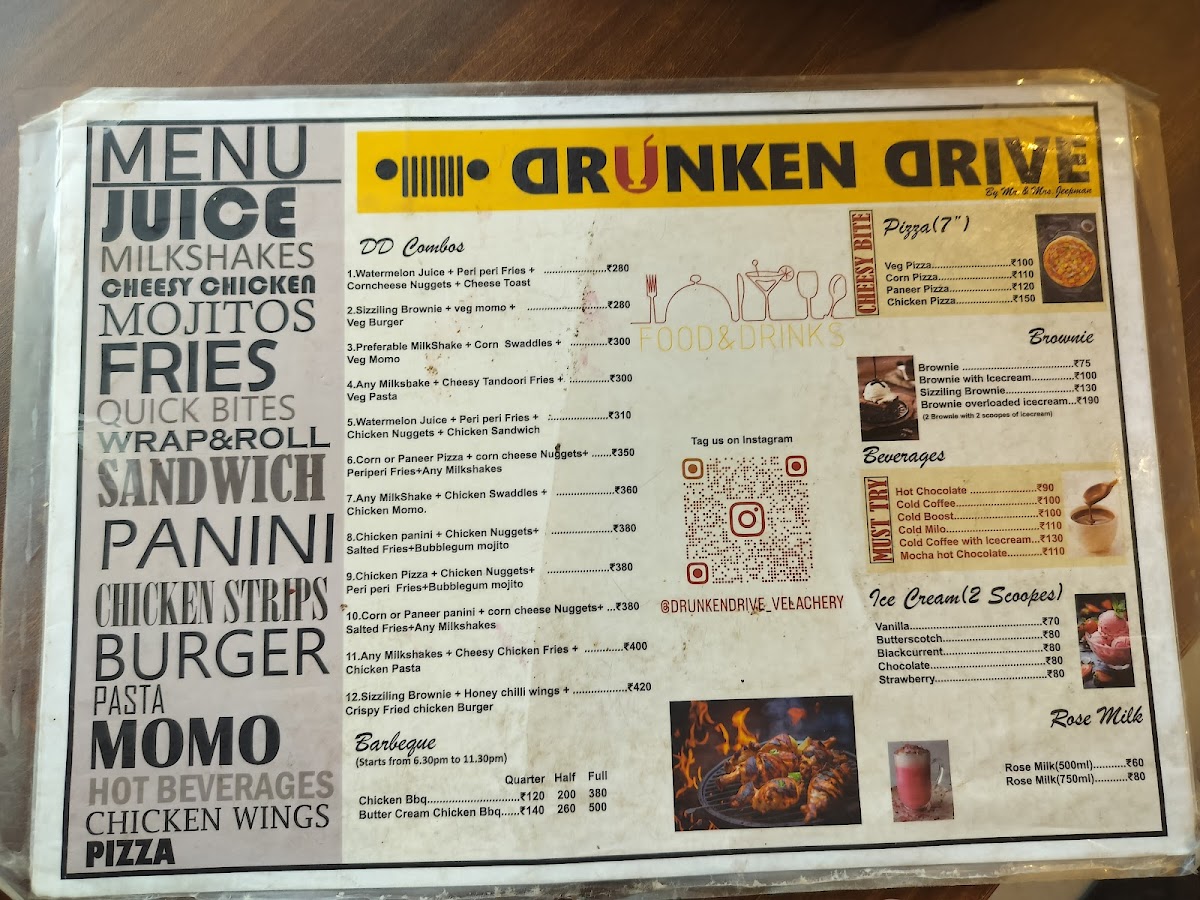 MENU
JUICE
MILKSHAKES
CHEESY CHICKEN
MOJITOS
FRIES
QUICK BITES
WRAP&ROLL
SANDWICH
PANINI
CHICKEN STRIPS
BURGER
PASTA
MOMO
HOT BEVERAGES
CHICKEN WINGS
PIZZA
DRUNKEN DRIVE
By Mr. & Mrs. Jeepman
DD Combos
1.Watermelon Juice + Peri peri Fries + ..................₹280
Corncheese Nuggets + Cheese Toast
2.Sizziling Brownie + veg momo + ..............................₹280
Veg Burger
3.Preferable MilkShake + Corn Swaddles + ............₹300
Veg Momo
4.Any Milksbake + Cheesy Tandoori Fries + .............₹300
Veg Pasta
5.Watermelon Juice + Peri peri Fries + ...................₹310
Chicken Nuggets + Chicken Sandwich
6.Corn or Paneer Pizza + corn cheese Nuggets+ .......₹350
Periperi Fries+Any Milkshakes
7.Any MilkShake + Chicken Swaddles + ...................₹360
Chicken Momo.
8.Chicken panini + Chicken Nuggets+ .....................₹380
Salted Fries+Bubblegum mojito
9.Chicken Pizza + Chicken Nuggets+ .....................₹380
Peri peri Fries+Bubblegum mojito
10.Corn or Paneer panini + corn cheese Nuggets+ ...₹380
Salted Fries+Any Milkshakes
11.Any Milkshakes + Cheesy Chicken Fries + ............₹400
Chicken Pasta
12.Sizziling Brownie + Honey chilli wings + .................₹420
Crispy Fried chicken Burger
Barbeque
(Starts from 6.30pm to 11.30pm)
Quarter Half Full
Chicken Bbq..............................₹120 200 380
Butter Cream Chicken Bbq......₹140 260 500
FOOD&DRINKS
Tag us on Instagram
@DRUNKENDRIVE_VELACHERY
CHEESY BITE
Pizza(7")
Veg Pizza..................................₹100
Corn Pizza................................₹110
Paneer Pizza............................₹120
Chicken Pizza..........................₹150
Brownie
Brownie ...................................₹75
Brownie with Icecream.............₹100
Sizziling Brownie......................₹130
Brownie overloaded icecream...₹190
(2 Brownie with 2 scoopes of icecream)
Beverages
MUST TRY
Hot Chocolate ......................₹90
Cold Coffee...........................₹100
Cold Boost............................₹100
Cold Milo...............................₹110
Cold Coffee with Icecream...₹130
Mocha hot Chocolate...........₹110
Ice Cream(2 Scoopes)
Vanilla..........................................₹70
Butterscotch................................₹80
Blackcurrent................................₹80
Chocolate....................................₹80
Strawberry...................................₹80
Rose Milk
Rose Milk(500ml)..........₹60
Rose Milk(750ml)..........₹80